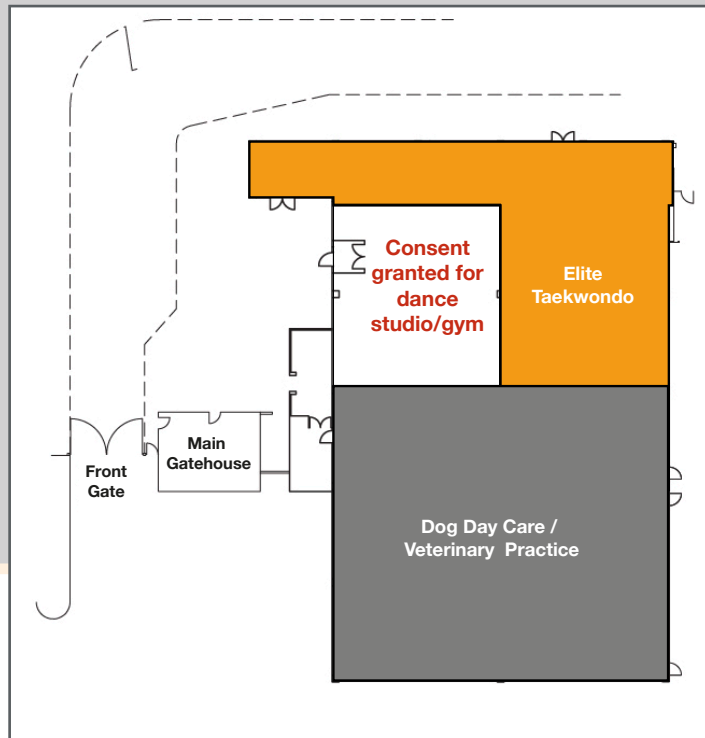 Consent
granted for
dance
studio/gym
Elite
Taekwondo
Main
Gatehouse
Front
Gate
Dog Day Care /
Veterinary Practice